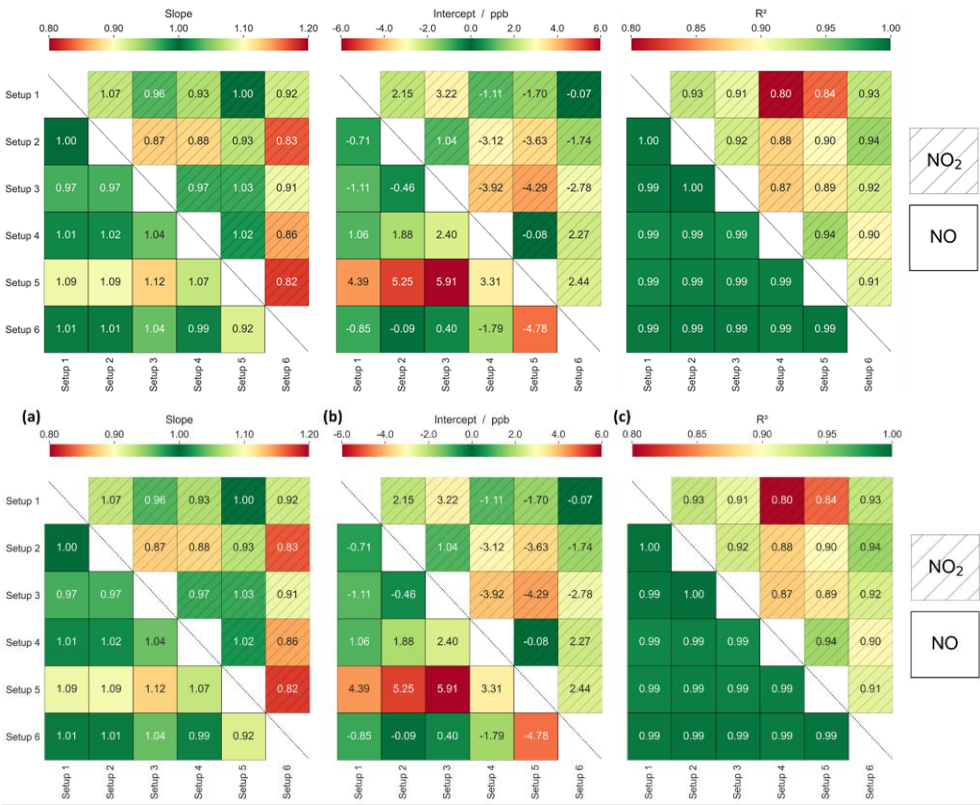 Slope Intercept / ppb R²
0.80 0.90 1.00 1.10 1.20 -6.0 -4.0 -2.0 0.0 2.0 4.0 6.0 0.80 0.85 0.90 0.95 1.00
Setup 1 1.07 0.96 0.93 1.00 0.92 2.15 3.22 -1.11 -1.70 -0.07 0.93 0.91 0.80 0.84 0.93
Setup 2 1.00 0.87 0.88 0.93 0.83 -0.71 1.04 -3.12 -3.63 -1.74 1.00 0.92 0.88 0.90 0.94
NO₂
Setup 3 0.97 0.97 0.97 1.03 0.91 -1.11 -0.46 -3.92 -4.29 -2.78 0.99 1.00 0.87 0.89 0.92
Setup 4 1.01 1.02 1.04 1.02 0.86 1.06 1.88 2.40 -0.08 2.27 0.99 0.99 0.99 0.94 0.90
NO
Setup 5 1.09 1.09 1.12 1.07 0.82 4.39 5.25 5.91 3.31 2.44 0.99 0.99 0.99 0.99 0.91
Setup 6 1.01 1.01 1.04 0.99 0.92 -0.85 -0.09 0.40 -1.79 -4.78 0.99 0.99 0.99 0.99 0.99
Setup 1 Setup 2 Setup 3 Setup 4 Setup 5 Setup 6 Setup 1 Setup 2 Setup 3 Setup 4 Setup 5 Setup 6 Setup 1 Setup 2 Setup 3 Setup 4 Setup 5 Setup 6
(a) Slope (b) Intercept / ppb (c) R²
0.80 0.90 1.00 1.10 1.20 -6.0 -4.0 -2.0 0.0 2.0 4.0 6.0 0.80 0.85 0.90 0.95 1.00
Setup 1 1.07 0.96 0.93 1.00 0.92 2.15 3.22 -1.11 -1.70 -0.07 0.93 0.91 0.80 0.84 0.93
Setup 2 1.00 0.87 0.88 0.93 0.83 -0.71 1.04 -3.12 -3.63 -1.74 1.00 0.92 0.88 0.90 0.94
NO₂
Setup 3 0.97 0.97 0.97 1.03 0.91 -1.11 -0.46 -3.92 -4.29 -2.78 0.99 1.00 0.87 0.89 0.92
Setup 4 1.01 1.02 1.04 1.02 0.86 1.06 1.88 2.40 -0.08 2.27 0.99 0.99 0.99 0.94 0.90
NO
Setup 5 1.09 1.09 1.12 1.07 0.82 4.39 5.25 5.91 3.31 2.44 0.99 0.99 0.99 0.99 0.91
Setup 6 1.01 1.01 1.04 0.99 0.92 -0.85 -0.09 0.40 -1.79 -4.78 0.99 0.99 0.99 0.99 0.99
Setup 1 Setup 2 Setup 3 Setup 4 Setup 5 Setup 6 Setup 1 Setup 2 Setup 3 Setup 4 Setup 5 Setup 6 Setup 1 Setup 2 Setup 3 Setup 4 Setup 5 Setup 6